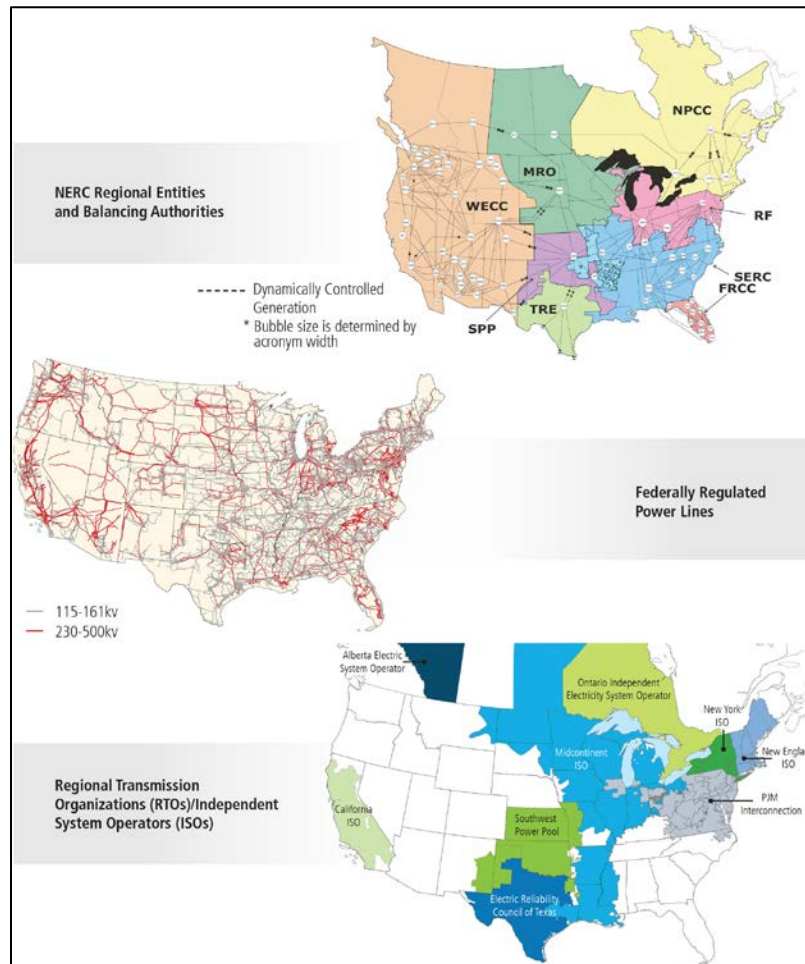 NPCC
MRO
WECC
NERC Regional Entities
and Balancing Authorities
RF
SERC
FRCC
Dynamically Controlled
Generation
* Bubble size is determined by
acronym width
SPP
TRE
Federally Regulated
Power Lines
115-161kv
230-500kv
Alberta Electric
System Operator
Ontario Independent
Electricity System Operator
New York
ISO
Midcontinent
ISO
New England
ISO
PJM
Interconnection
Regional Transmission
Organizations (RTOs)/Independent
System Operators (ISOs)
California
ISO
Southwest
Power Pool
Electric Reliability
Council of Texas